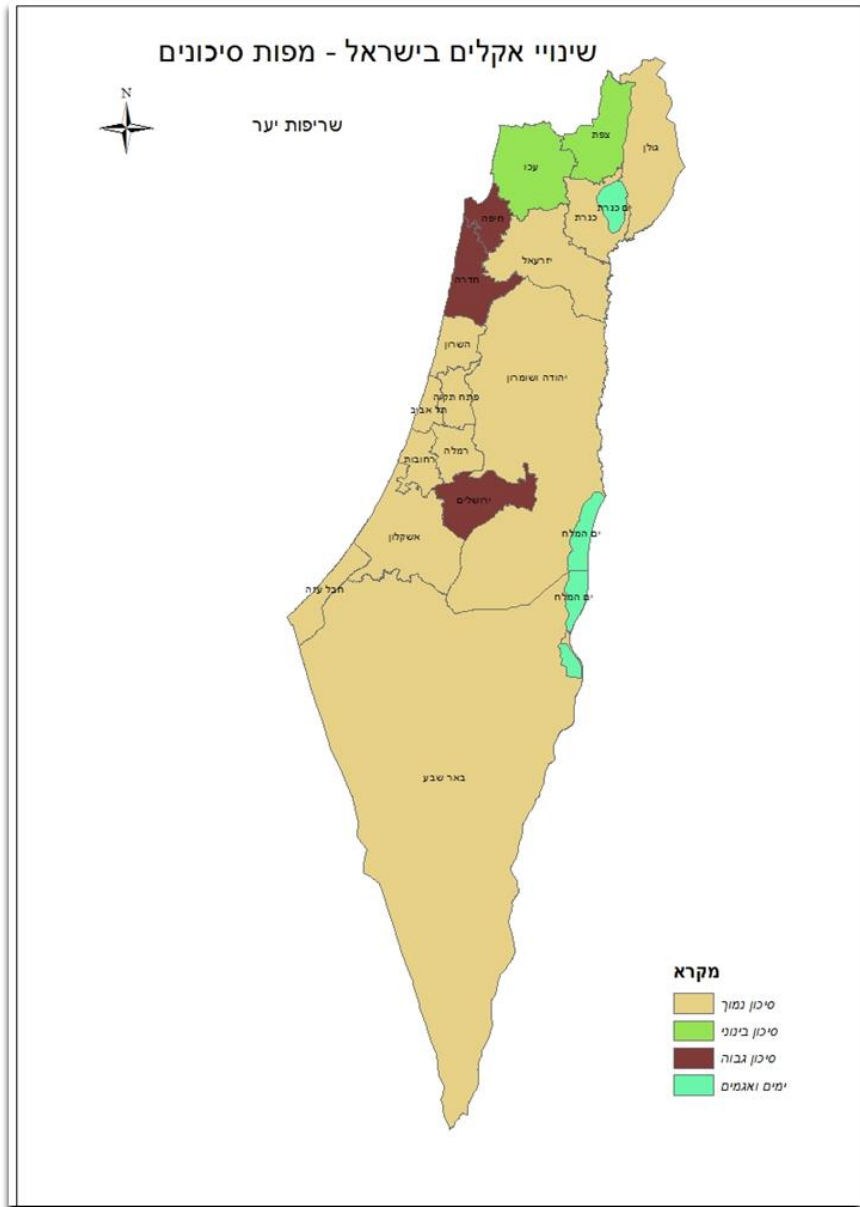 שינויי אקלים בישראל - מפות סיכונים
N
שריפות יער
צפת
גולן
עכו
ים כנרת
כנרת
חיפה
יזרעאל
חדרה
השרון
יהודה ושומרון
פתח תקוה
תל אביב
רמלה
רחובות
ירושלים
ים המלח
אשקלון
חבל עזה
ים המלח
באר שבע
מקרא
סיכון נמוך
סיכון בינוני
סיכון גבוה
ימים ואגמים